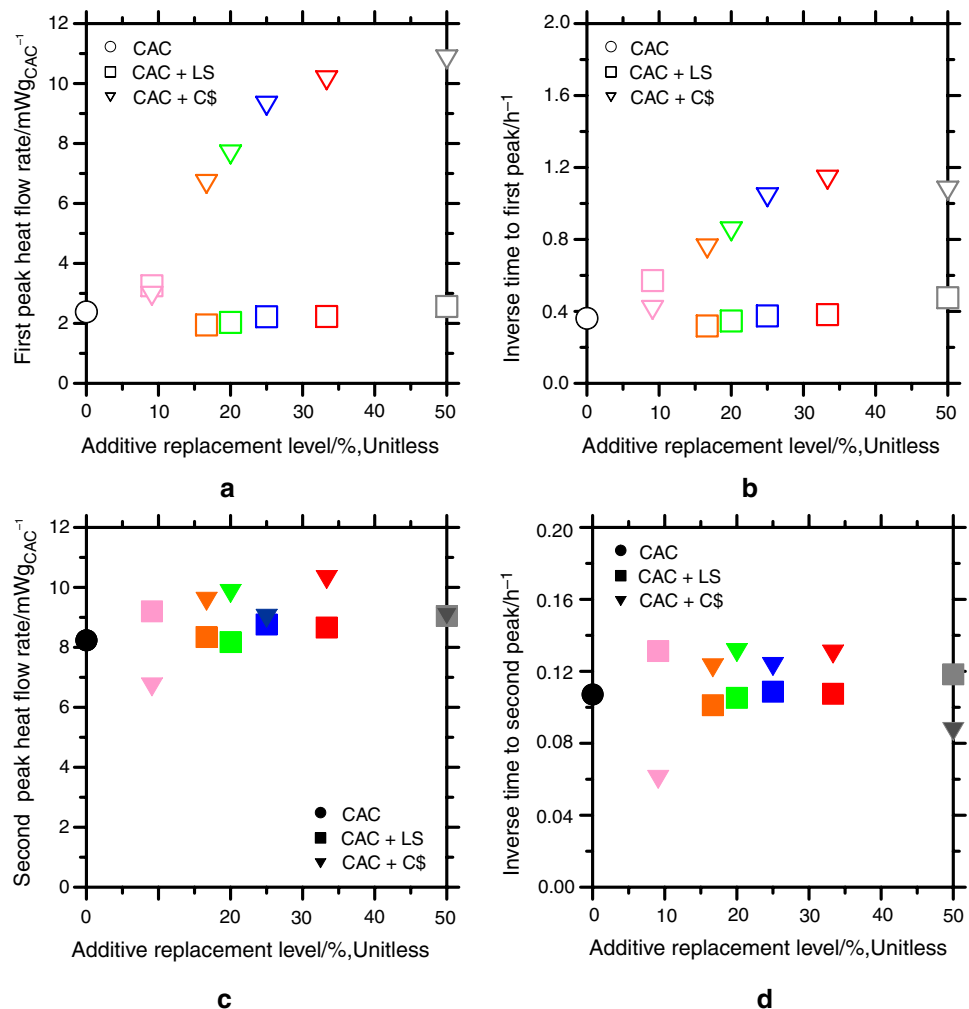 12
10
8
6
4
2
0
First peak heat flow rate/mWg_CAC⁻¹
CAC
CAC + LS
CAC + C$
0 10 20 30 40 50
Additive replacement level/%,Unitless
a
2.0
1.6
1.2
0.8
0.4
0.0
Inverse time to first peak/h⁻¹
CAC
CAC + LS
CAC + C$
0 10 20 30 40 50
Additive replacement level/%,Unitless
b
12
10
8
6
4
2
0
Second peak heat flow rate/mWg_CAC⁻¹
CAC
CAC + LS
CAC + C$
0 10 20 30 40 50
Additive replacement level/%,Unitless
c
0.20
0.16
0.12
0.08
0.04
0.00
Inverse time to second peak/h⁻¹
CAC
CAC + LS
CAC + C$
0 10 20 30 40 50
Additive replacement level/%,Unitless
d